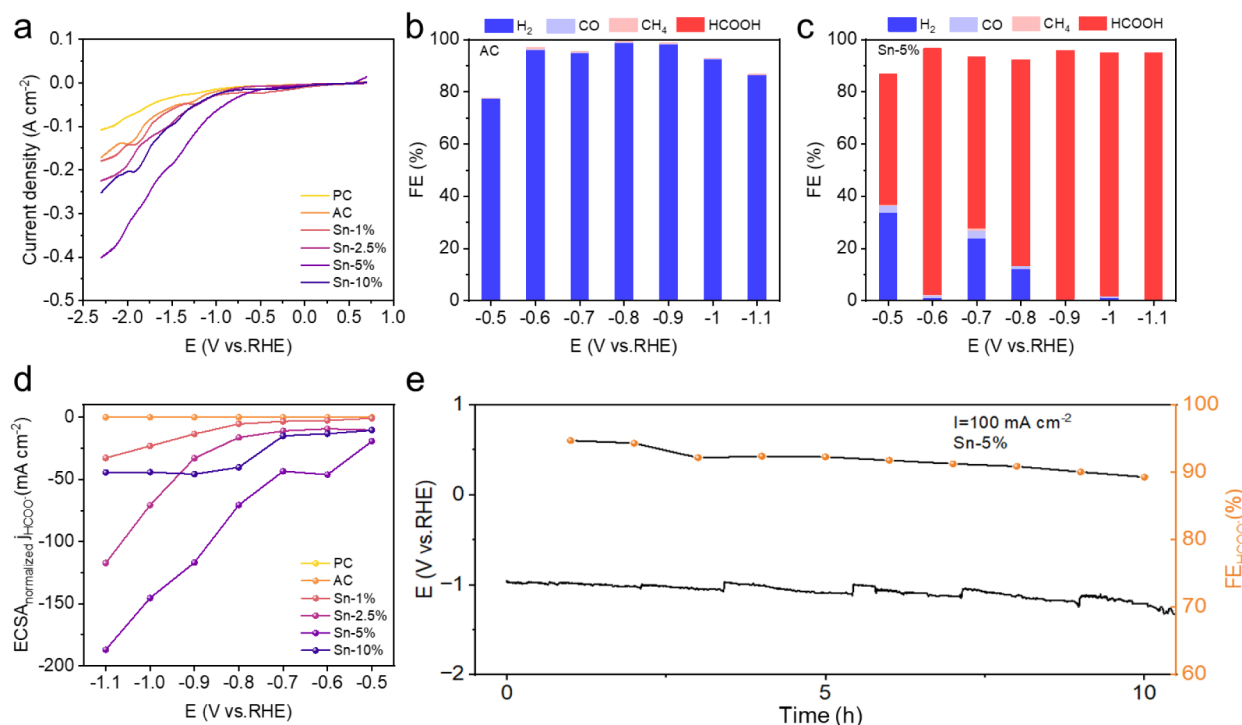 a
Current density (A cm⁻²)
0.1
0.0
-0.1
-0.2
-0.3
-0.4
-0.5
-2.5 -2.0 -1.5 -1.0 -0.5 0.0 0.5 1.0
E (V vs.RHE)
PC
AC
Sn-1%
Sn-2.5%
Sn-5%
Sn-10%
b
H₂ CO CH₄ HCOOH
AC
FE (%)
100
80
60
40
20
0
-0.5 -0.6 -0.7 -0.8 -0.9 -1 -1.1
E (V vs.RHE)
c
H₂ CO CH₄ HCOOH
Sn-5%
FE (%)
100
80
60
40
20
0
-0.5 -0.6 -0.7 -0.8 -0.9 -1 -1.1
E (V vs.RHE)
d
ECSA normalized jHCOO⁻ (mA cm⁻²)
0
-50
-100
-150
-200
-1.1 -1.0 -0.9 -0.8 -0.7 -0.6 -0.5
E (V vs.RHE)
PC
AC
Sn-1%
Sn-2.5%
Sn-5%
Sn-10%
e
E (V vs.RHE)
1
0
-1
-2
I=100 mA cm⁻²
Sn-5%
0 5 10
Time (h)
100
90
80
70
60
FEHCOO⁻(%)